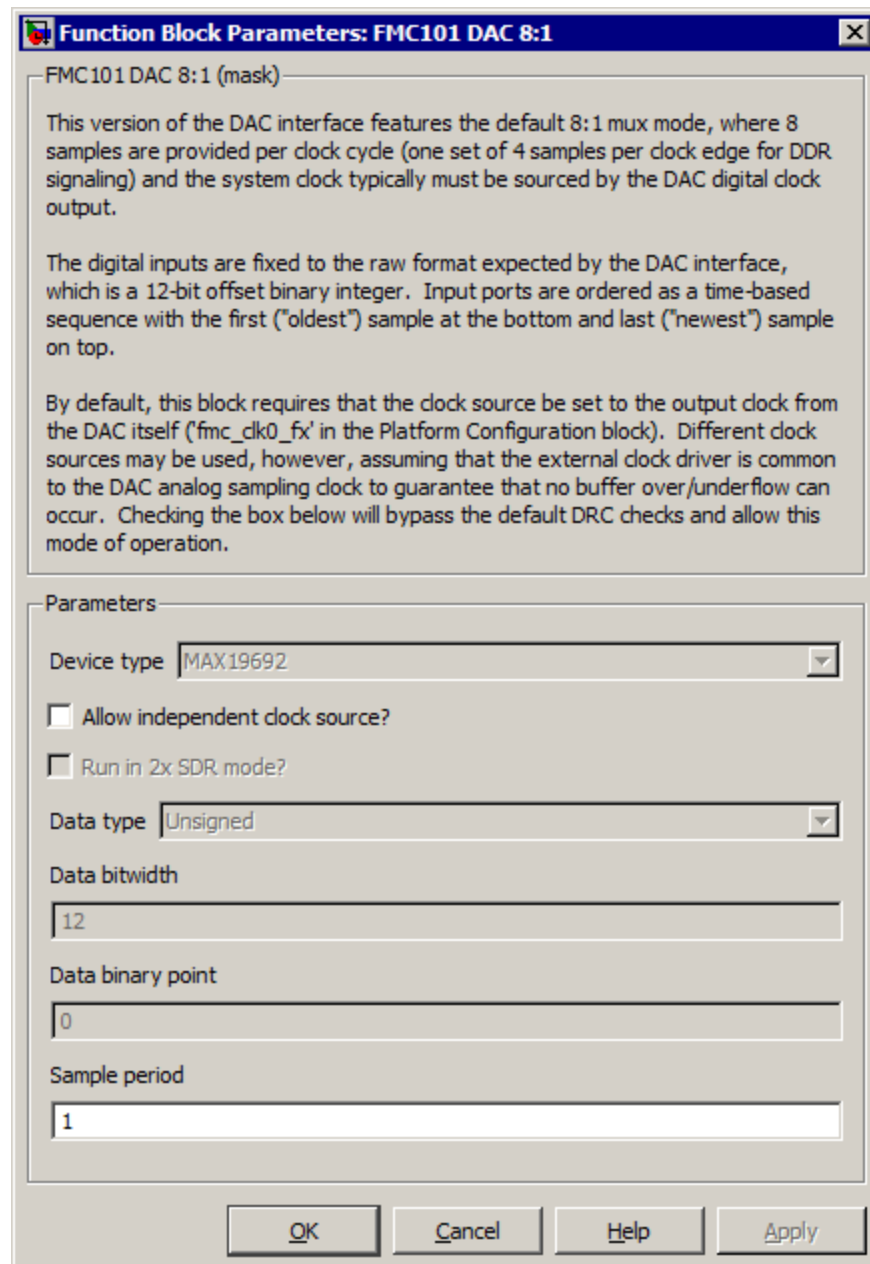 Function Block Parameters: FMC101 DAC 8:1
FMC101 DAC 8:1 (mask)
This version of the DAC interface features the default 8:1 mux mode, where 8
samples are provided per clock cycle (one set of 4 samples per clock edge for DDR
signaling) and the system clock typically must be sourced by the DAC digital clock
output.
The digital inputs are fixed to the raw format expected by the DAC interface,
which is a 12-bit offset binary integer.  Input ports are ordered as a time-based
sequence with the first ("oldest") sample at the bottom and last ("newest") sample
on top.
By default, this block requires that the clock source be set to the output clock from
the DAC itself ('fmc_clk0_fx' in the Platform Configuration block).  Different clock
sources may be used, however, assuming that the external clock driver is common
to the DAC analog sampling clock to guarantee that no buffer over/underflow can
occur.  Checking the box below will bypass the default DRC checks and allow this
mode of operation.
Parameters
Device type MAX19692
Allow independent clock source?
Run in 2x SDR mode?
Data type Unsigned
Data bitwidth
12
Data binary point
0
Sample period
1
OK Cancel Help Apply